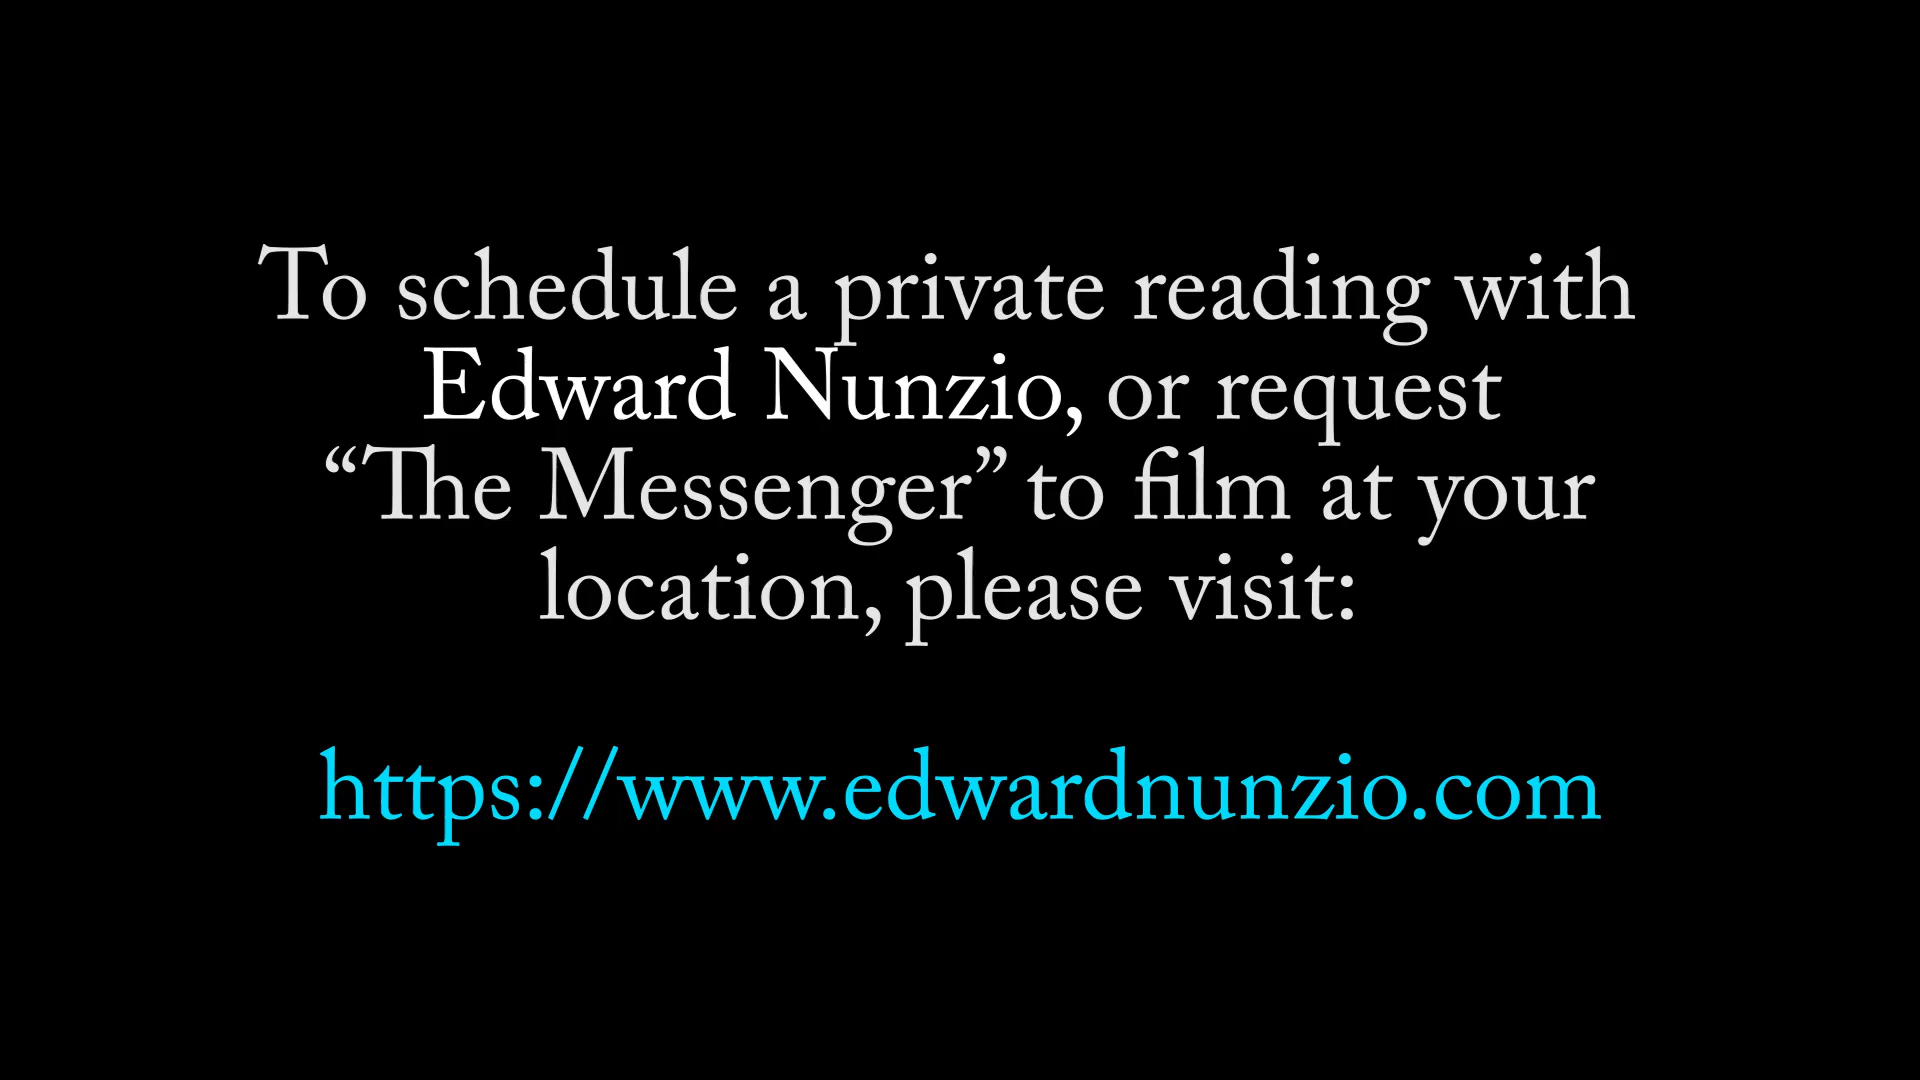 To schedule a private reading with
Edward Nunzio, or request
“The Messenger” to film at your
location, please visit:
https://www.edwardnunzio.com